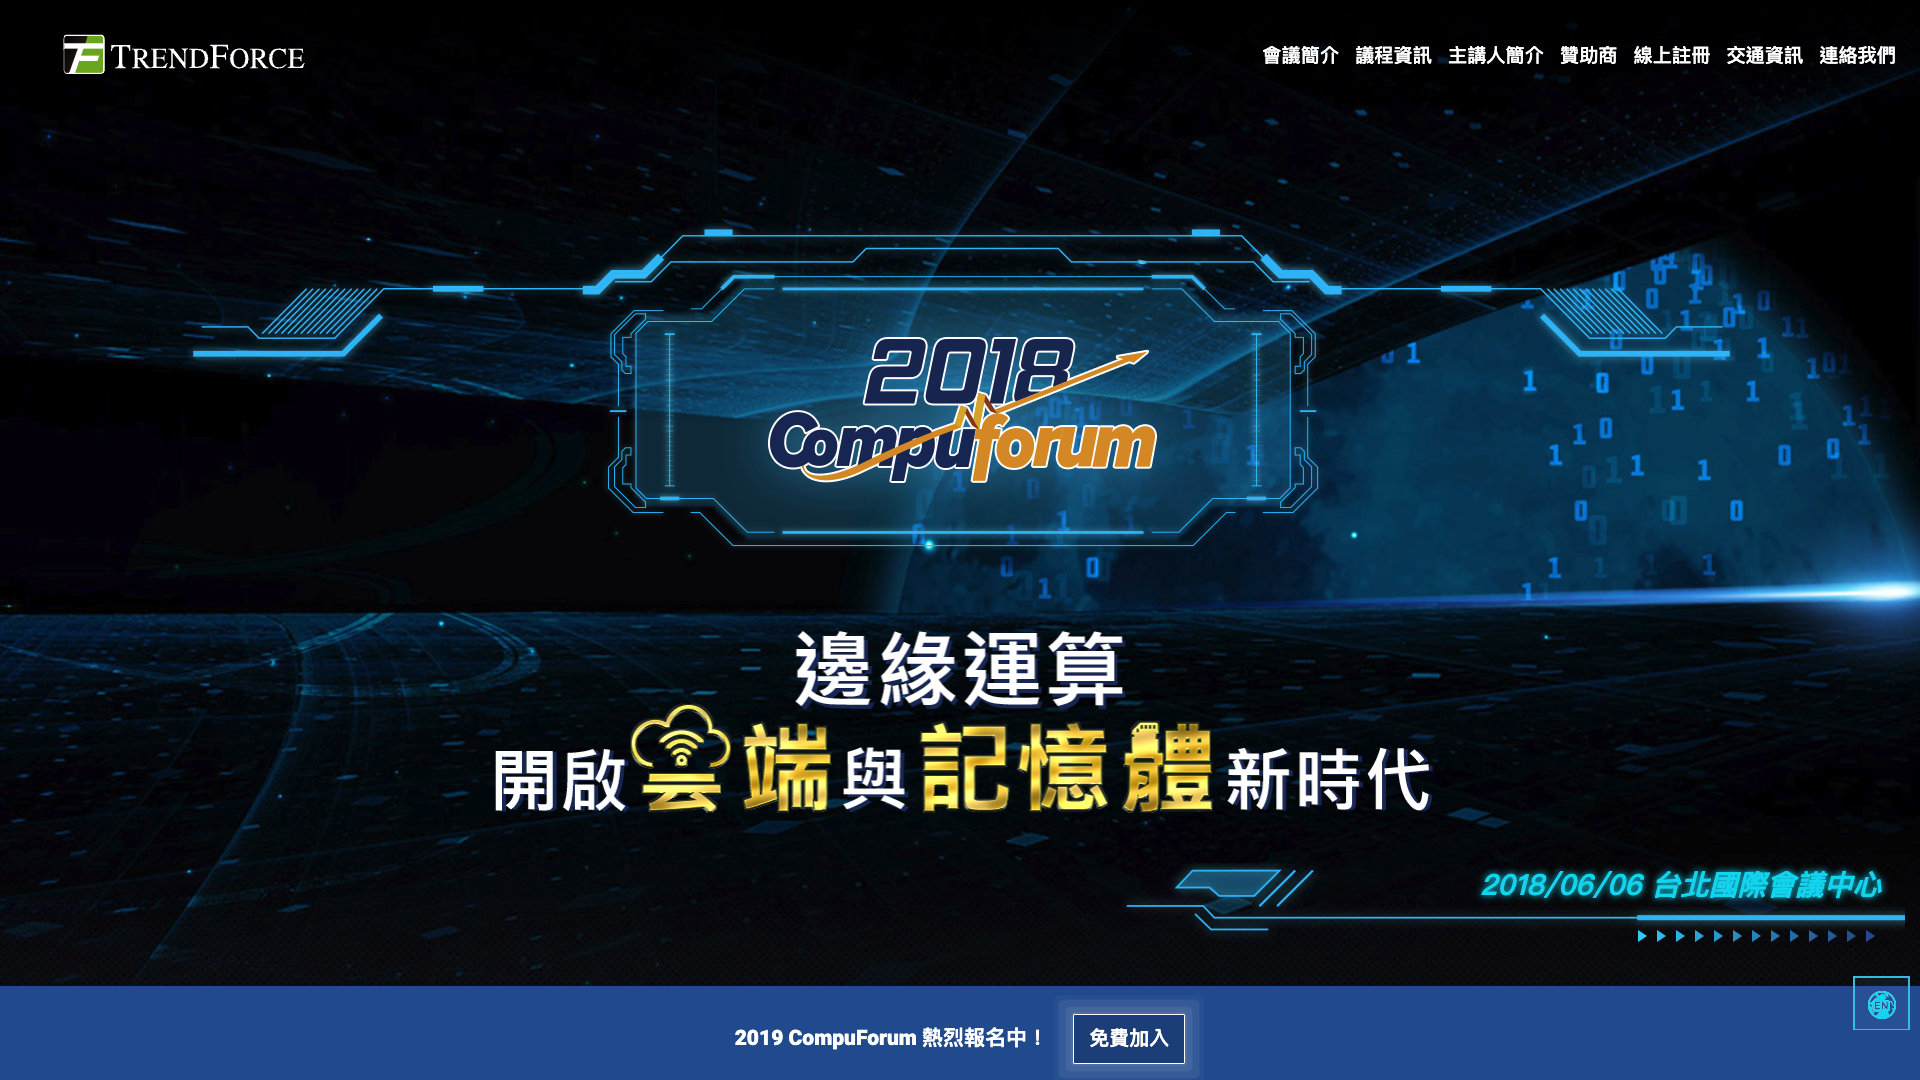 TRENDFORCE
會議簡介 議程資訊 主講人簡介 贊助商 線上註冊 交通資訊 連絡我們
2018
Compuforum
邊緣運算
開啟雲端與記憶體新時代
2018/06/06 台北國際會議中心
EN
2019 CompuForum 熱烈報名中！ 免費加入